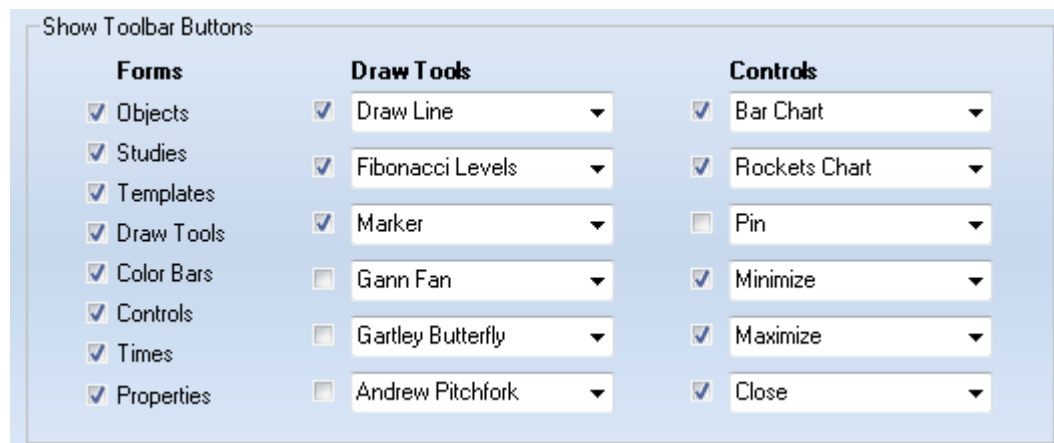 Show Toolbar Buttons
Forms
Objects
Studies
Templates
Draw Tools
Color Bars
Controls
Times
Properties
Draw Tools
Draw Line
Fibonacci Levels
Marker
Gann Fan
Gartley Butterfly
Andrew Pitchfork
Controls
Bar Chart
Rockets Chart
Pin
Minimize
Maximize
Close